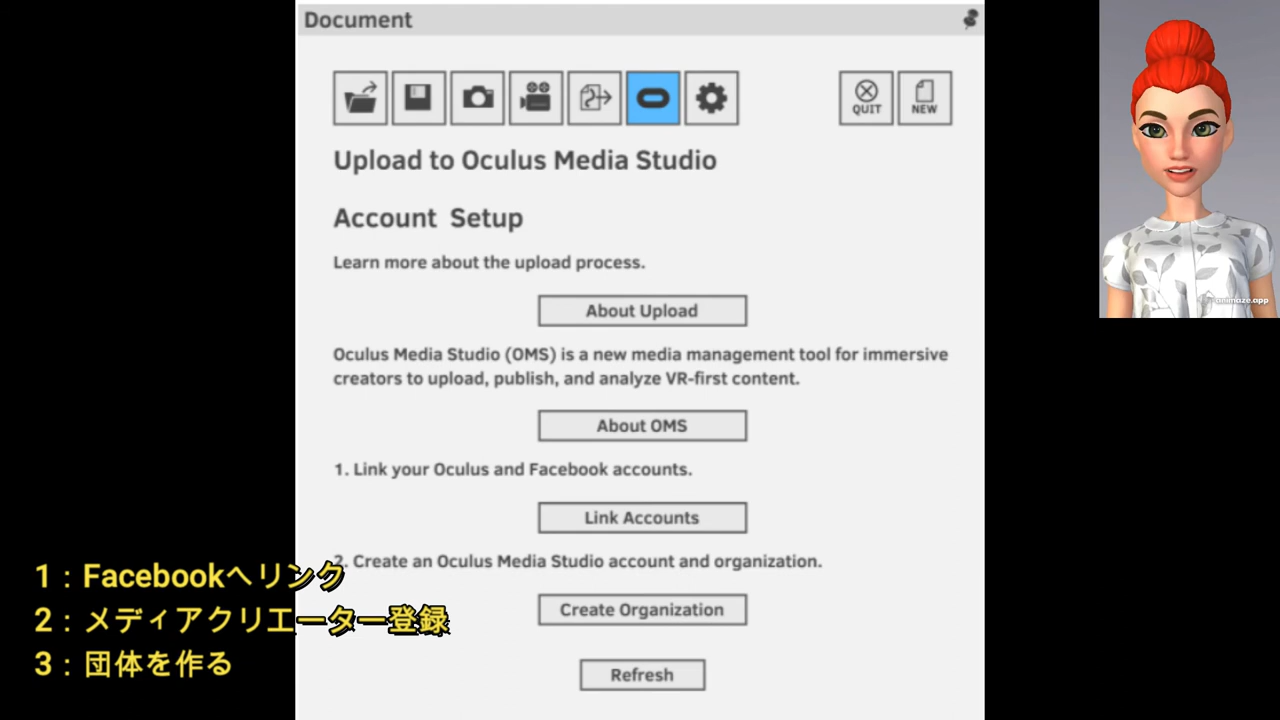 Document
QUIT
NEW
Upload to Oculus Media Studio
Account Setup
Learn more about the upload process.
About Upload
Oculus Media Studio (OMS) is a new media management tool for immersive
creators to upload, publish, and analyze VR-first content.
About OMS
1. Link your Oculus and Facebook accounts.
Link Accounts
2. Create an Oculus Media Studio account and organization.
Create Organization
Refresh
1：Facebookへリンク
2：メディアクリエーター登録
3：団体を作る
animaze.app